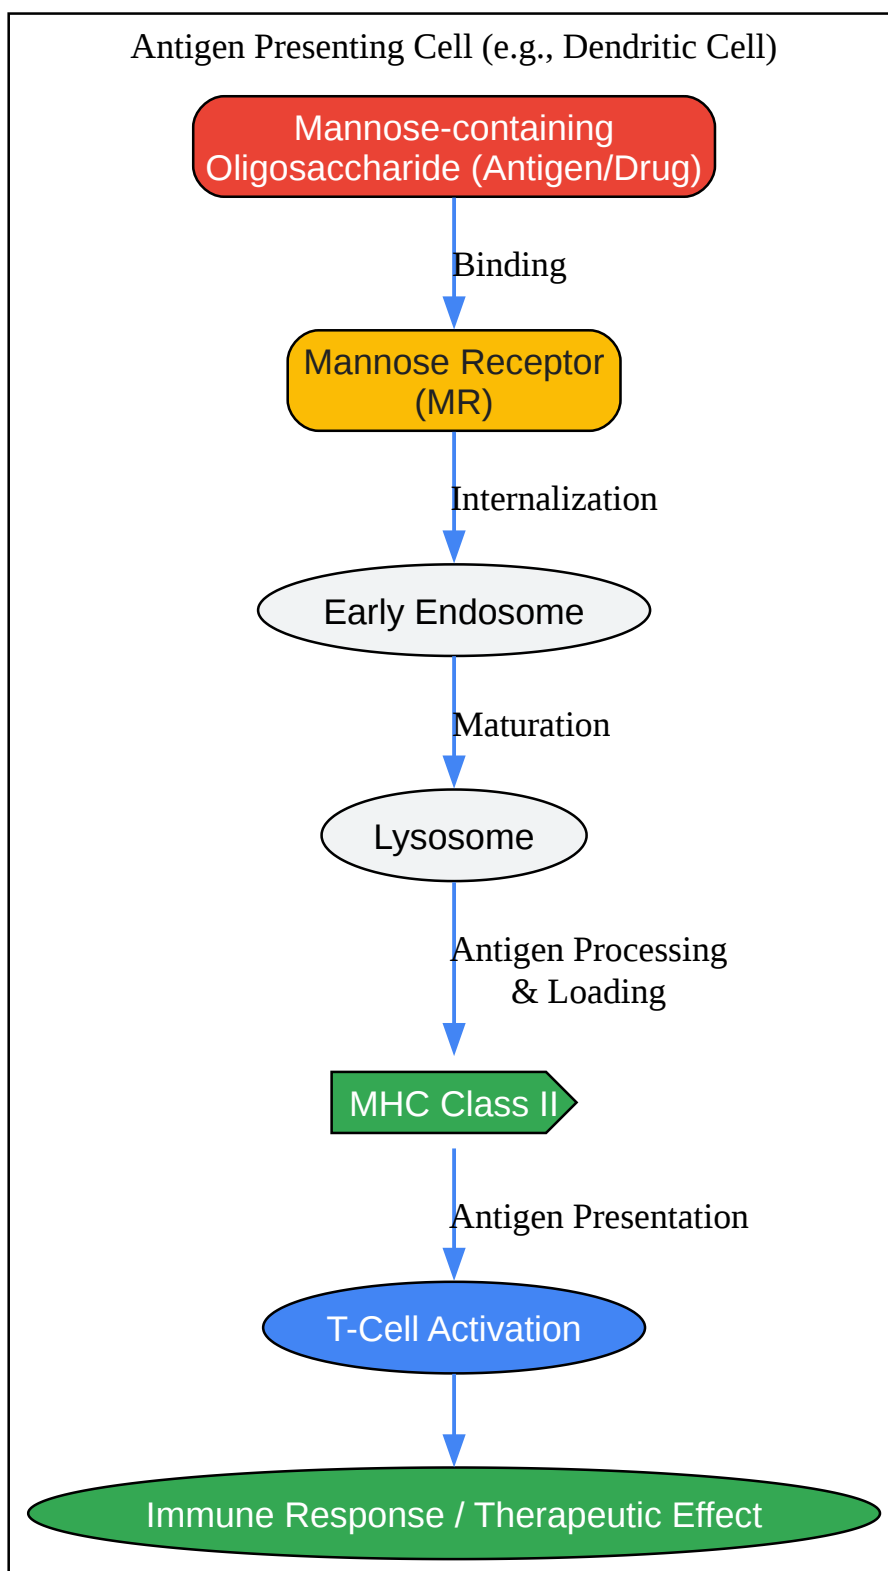 Antigen Presenting Cell (e.g., Dendritic Cell)
Mannose-containing
Oligosaccharide (Antigen/Drug)
Binding
Mannose Receptor
(MR)
Internalization
Early Endosome
Maturation
Lysosome
Antigen Processing
& Loading
MHC Class II
Antigen Presentation
T-Cell Activation
Immune Response / Therapeutic Effect